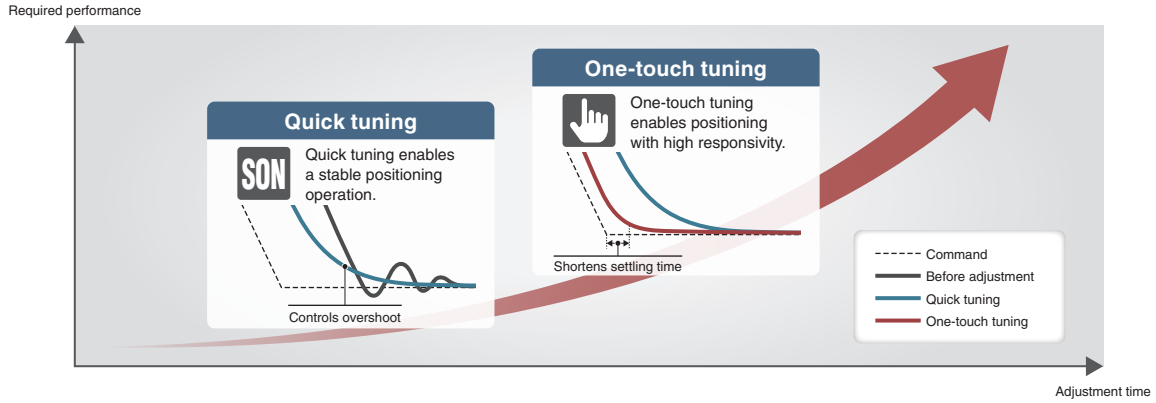 Required performance
One-touch tuning
One-touch tuning
enables positioning
with high responsivity.
Shortens settling time
Quick tuning
SON
Quick tuning enables
a stable positioning
operation.
Controls overshoot
Command
Before adjustment
Quick tuning
One-touch tuning
Adjustment time